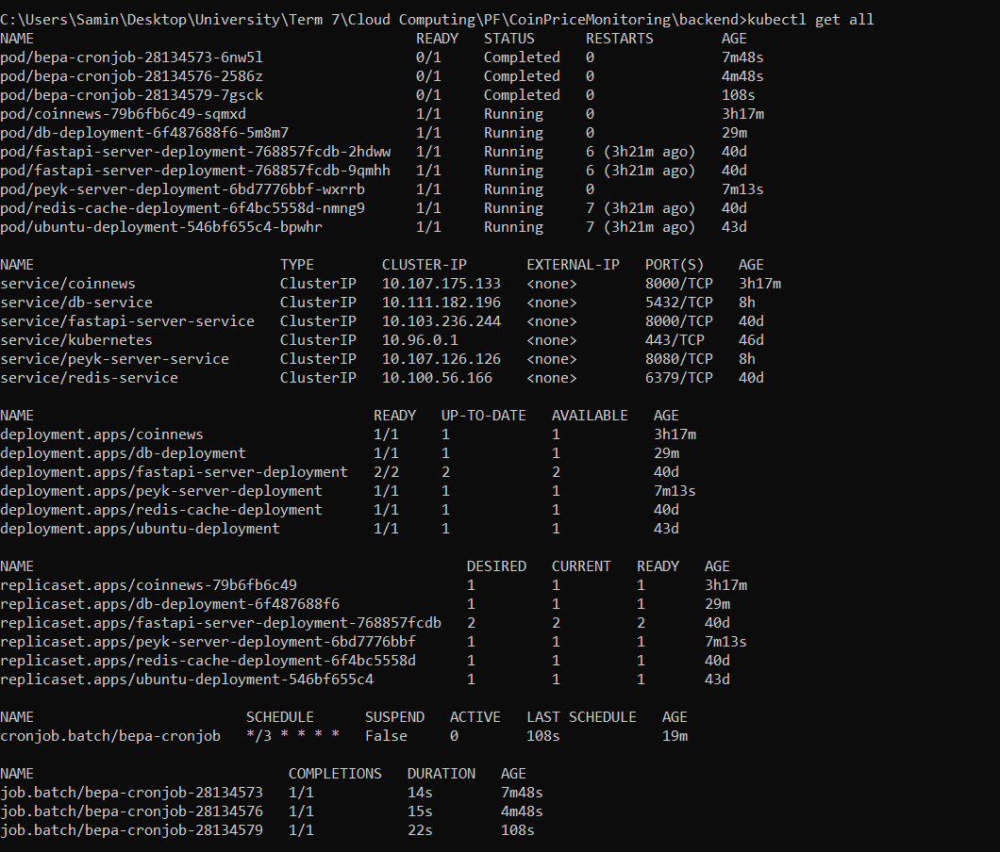 C:\Users\Samin\Desktop\University\Term 7\Cloud Computing\PF\CoinPriceMonitoring\backend>kubectl get all
NAME READY STATUS RESTARTS AGE
pod/bepa-cronjob-28134573-6nw5l 0/1 Completed 0 7m48s
pod/bepa-cronjob-28134576-2586z 0/1 Completed 0 4m48s
pod/bepa-cronjob-28134579-7gsck 0/1 Completed 0 108s
pod/coinnews-79b6fb6c49-sqmxd 1/1 Running 0 3h17m
pod/db-deployment-6f487688f6-5m8m7 1/1 Running 0 29m
pod/fastapi-server-deployment-768857fcdb-2hdww 1/1 Running 6 (3h21m ago) 40d
pod/fastapi-server-deployment-768857fcdb-9qmhh 1/1 Running 6 (3h21m ago) 40d
pod/peyk-server-deployment-6bd7776bbf-wxrrb 1/1 Running 0 7m13s
pod/redis-cache-deployment-6f4bc5558d-nmng9 1/1 Running 7 (3h21m ago) 40d
pod/ubuntu-deployment-546bf655c4-bpwhr 1/1 Running 7 (3h21m ago) 43d
NAME TYPE CLUSTER-IP EXTERNAL-IP PORT(S) AGE
service/coinnews ClusterIP 10.107.175.133 <none> 8000/TCP 3h17m
service/db-service ClusterIP 10.111.182.196 <none> 5432/TCP 8h
service/fastapi-server-service ClusterIP 10.103.236.244 <none> 8000/TCP 40d
service/kubernetes ClusterIP 10.96.0.1 <none> 443/TCP 46d
service/peyk-server-service ClusterIP 10.107.126.126 <none> 8080/TCP 8h
service/redis-service ClusterIP 10.100.56.166 <none> 6379/TCP 40d
NAME READY UP-TO-DATE AVAILABLE AGE
deployment.apps/coinnews 1/1 1 1 3h17m
deployment.apps/db-deployment 1/1 1 1 29m
deployment.apps/fastapi-server-deployment 2/2 2 2 40d
deployment.apps/peyk-server-deployment 1/1 1 1 7m13s
deployment.apps/redis-cache-deployment 1/1 1 1 40d
deployment.apps/ubuntu-deployment 1/1 1 1 43d
NAME DESIRED CURRENT READY AGE
replicaset.apps/coinnews-79b6fb6c49 1 1 1 3h17m
replicaset.apps/db-deployment-6f487688f6 1 1 1 29m
replicaset.apps/fastapi-server-deployment-768857fcdb 2 2 2 40d
replicaset.apps/peyk-server-deployment-6bd7776bbf 1 1 1 7m13s
replicaset.apps/redis-cache-deployment-6f4bc5558d 1 1 1 40d
replicaset.apps/ubuntu-deployment-546bf655c4 1 1 1 43d
NAME SCHEDULE SUSPEND ACTIVE LAST SCHEDULE AGE
cronjob.batch/bepa-cronjob */3 * * * * False 0 108s 19m
NAME COMPLETIONS DURATION AGE
job.batch/bepa-cronjob-28134573 1/1 14s 7m48s
job.batch/bepa-cronjob-28134576 1/1 15s 4m48s
job.batch/bepa-cronjob-28134579 1/1 22s 108s